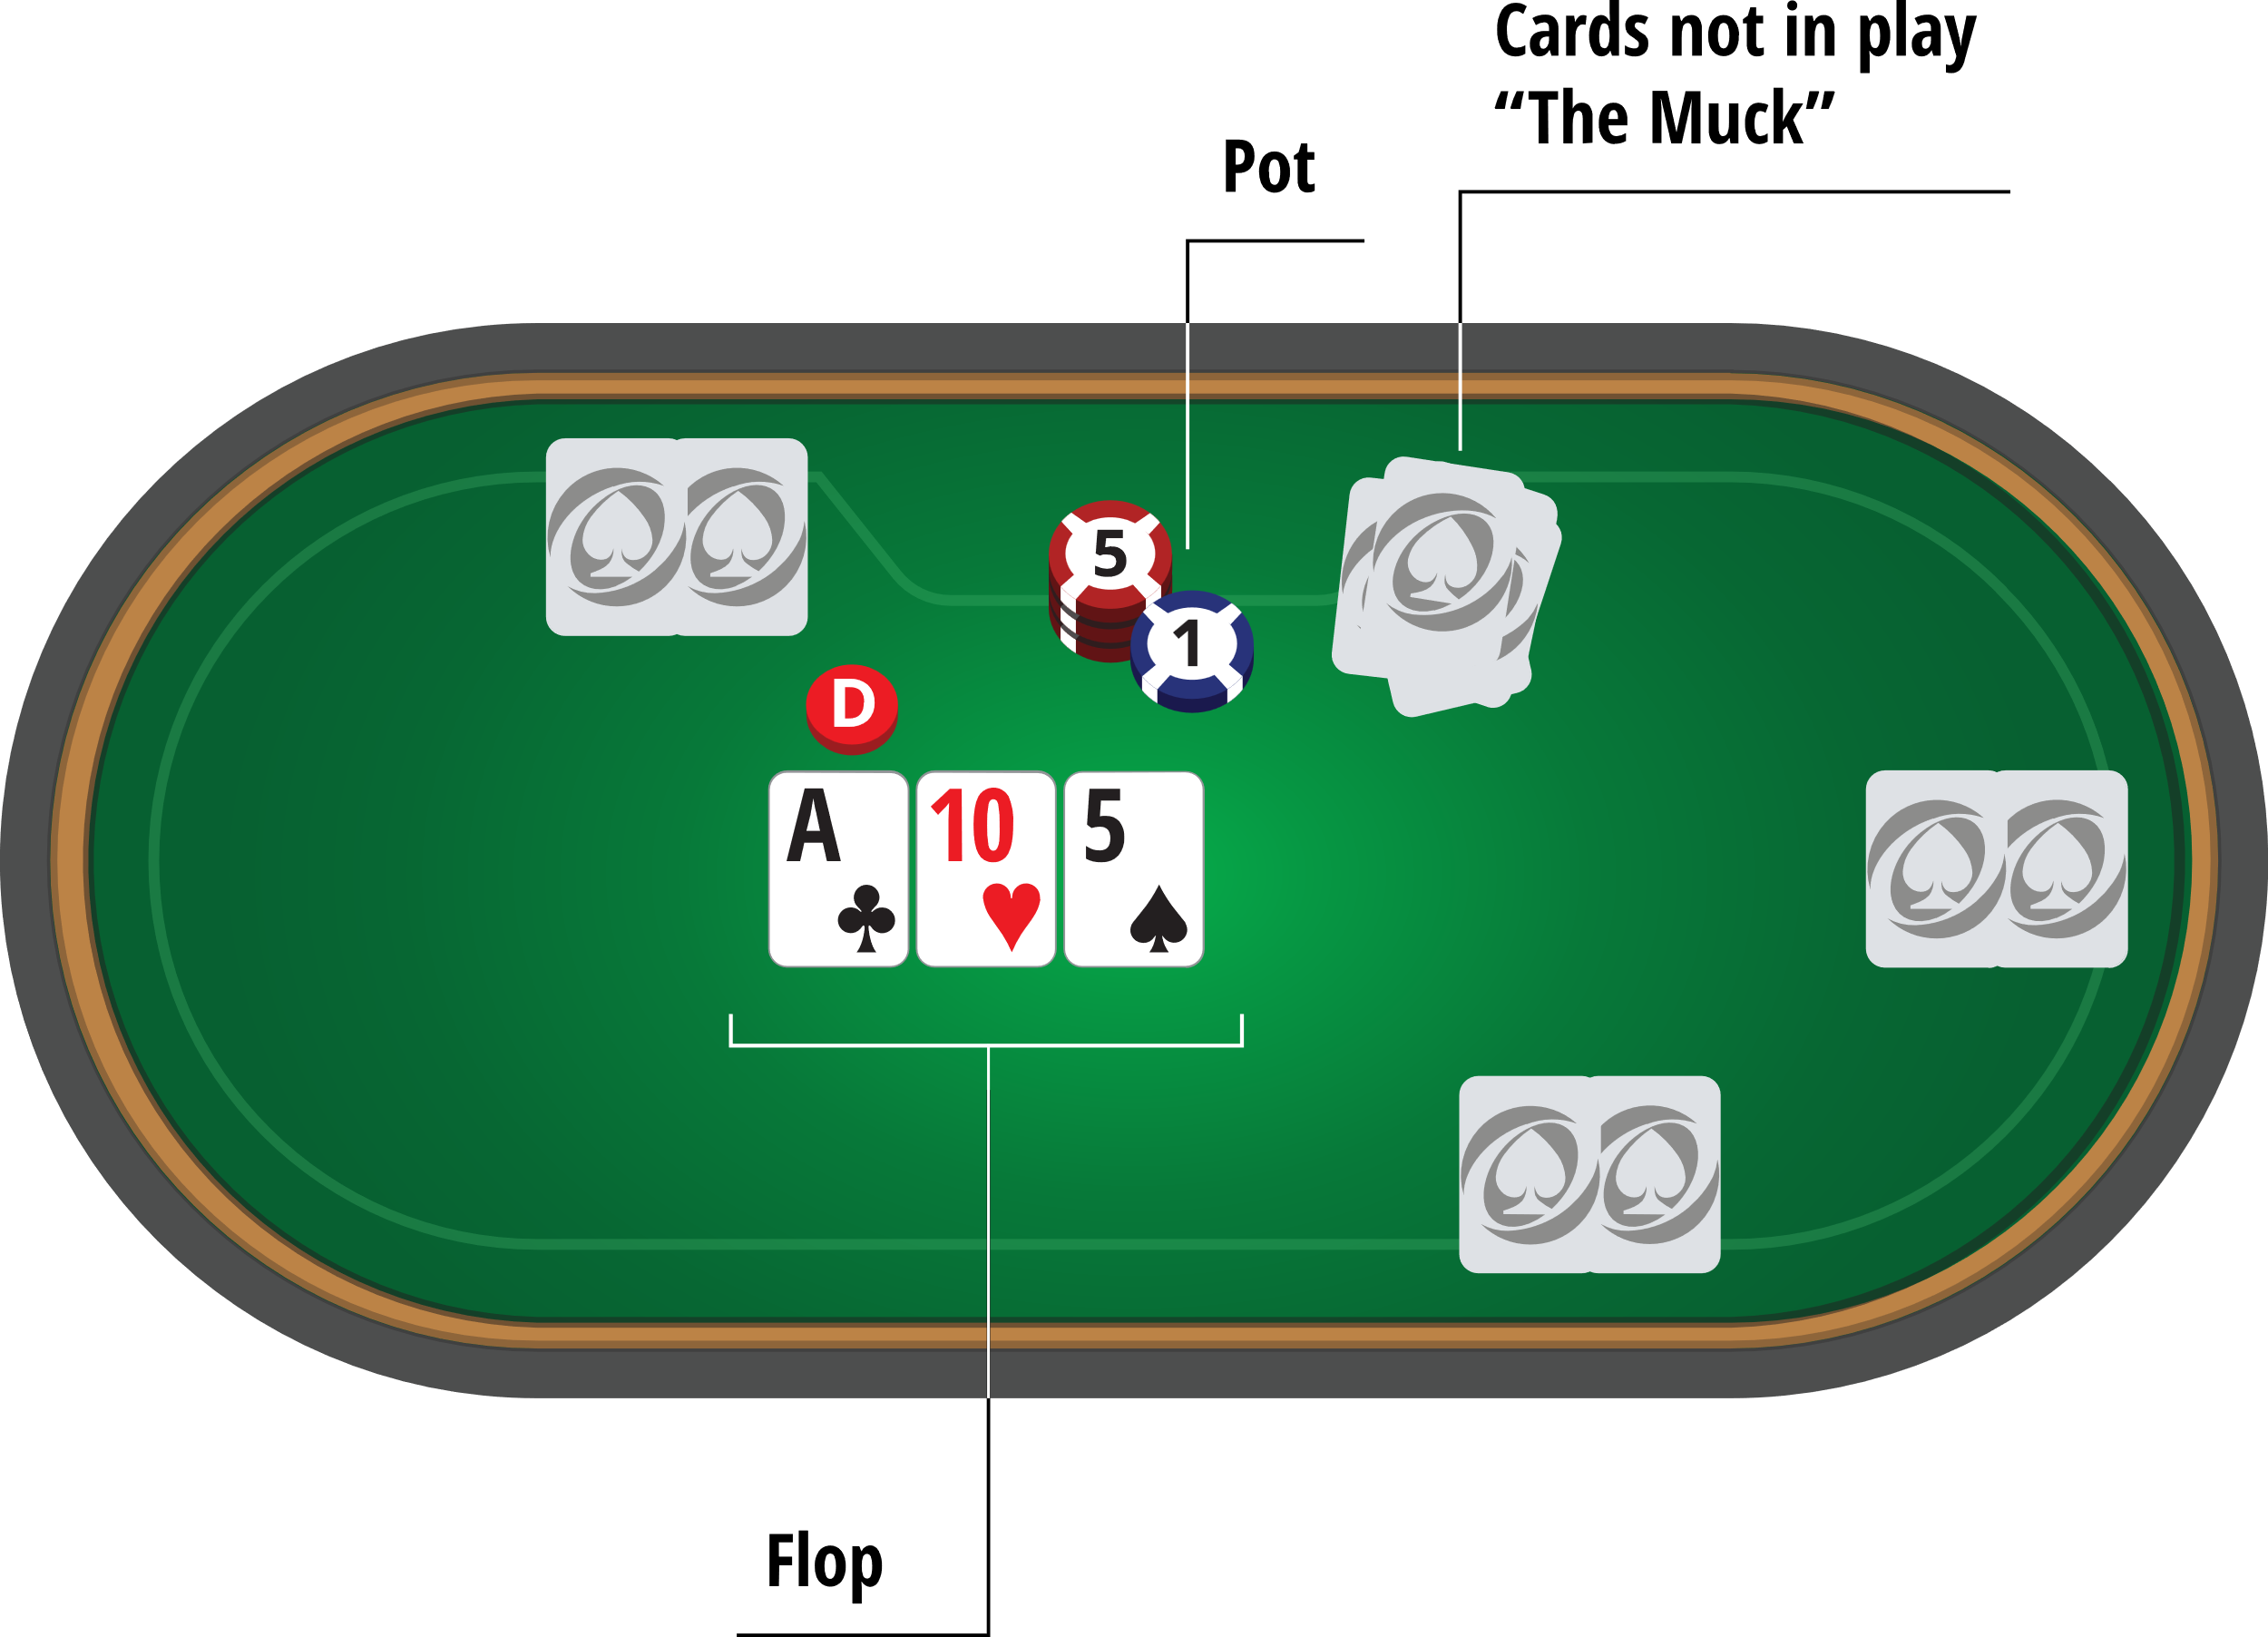 Cards not in play
“The Muck”
Pot
5
1
D
A 10 5
Flop